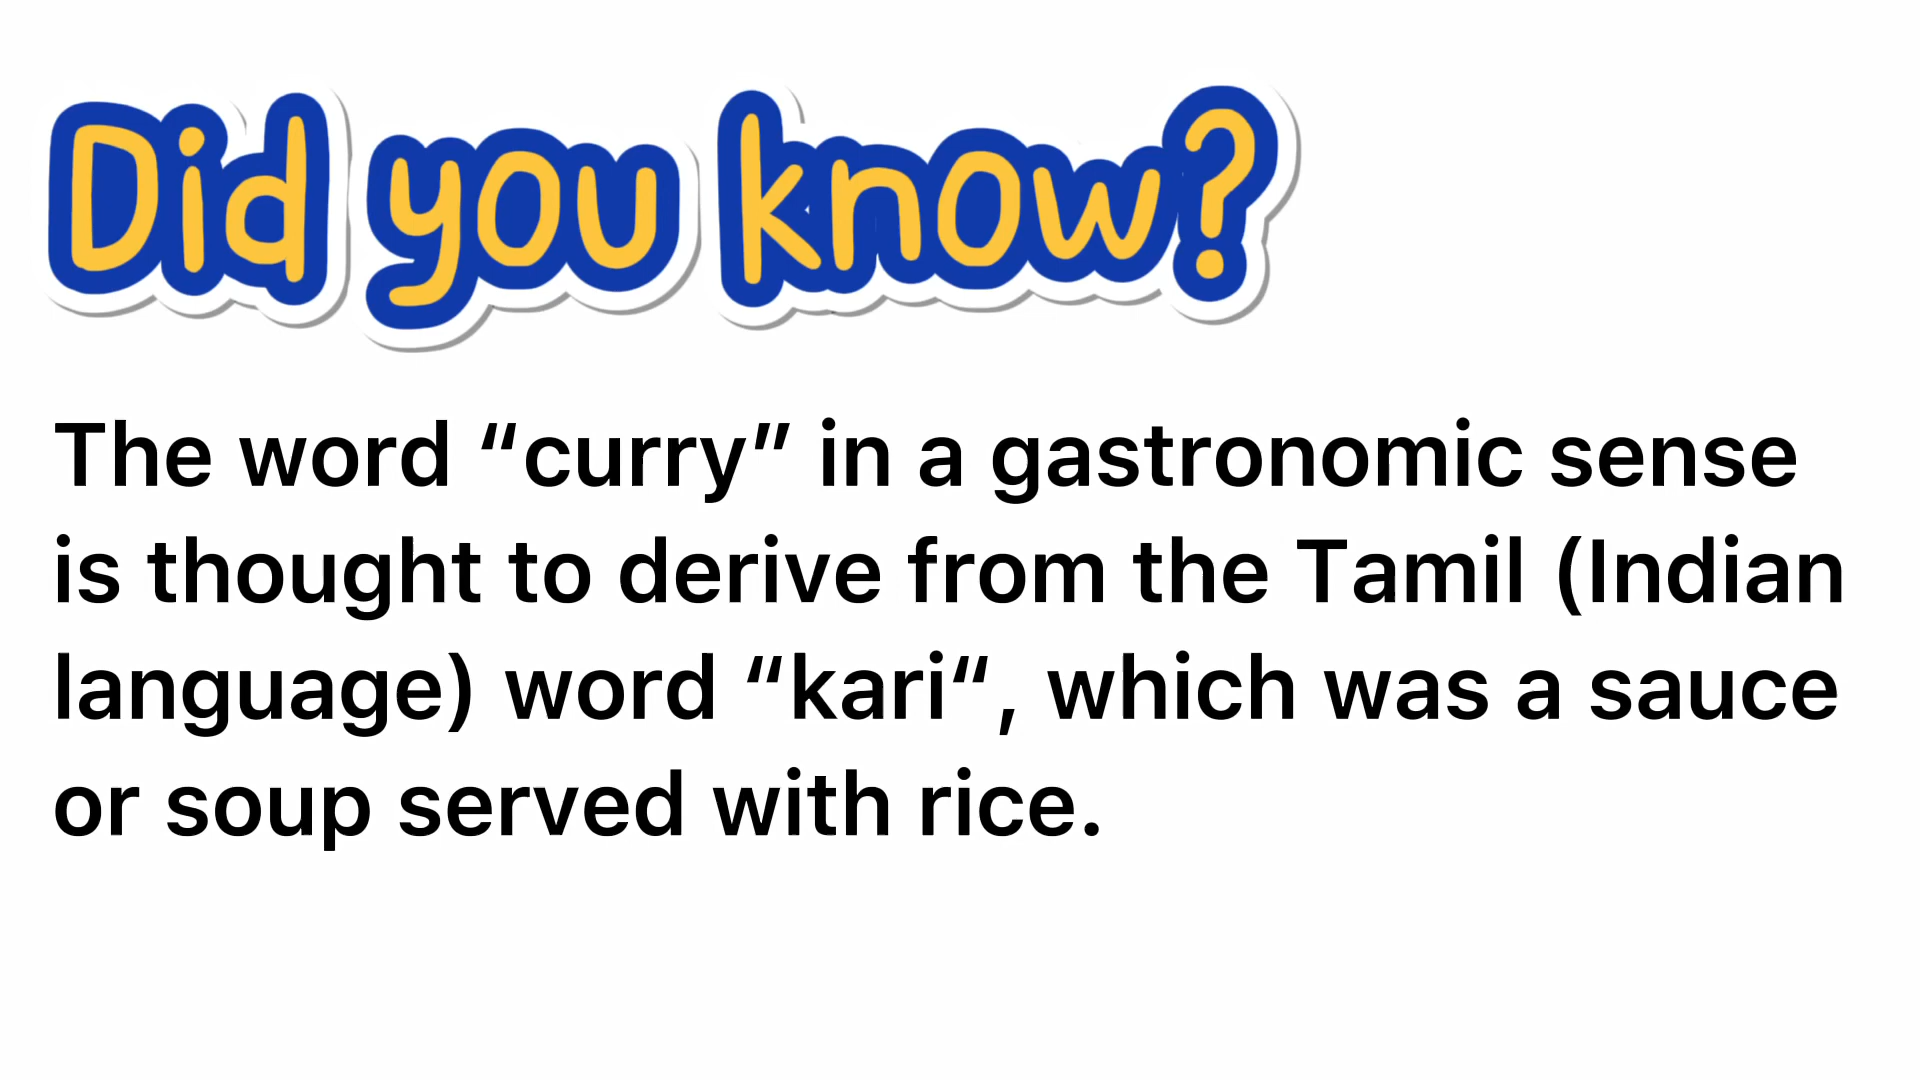 Did you know?
The word “curry” in a gastronomic sense
is thought to derive from the Tamil (Indian
language) word “kari“, which was a sauce
or soup served with rice.